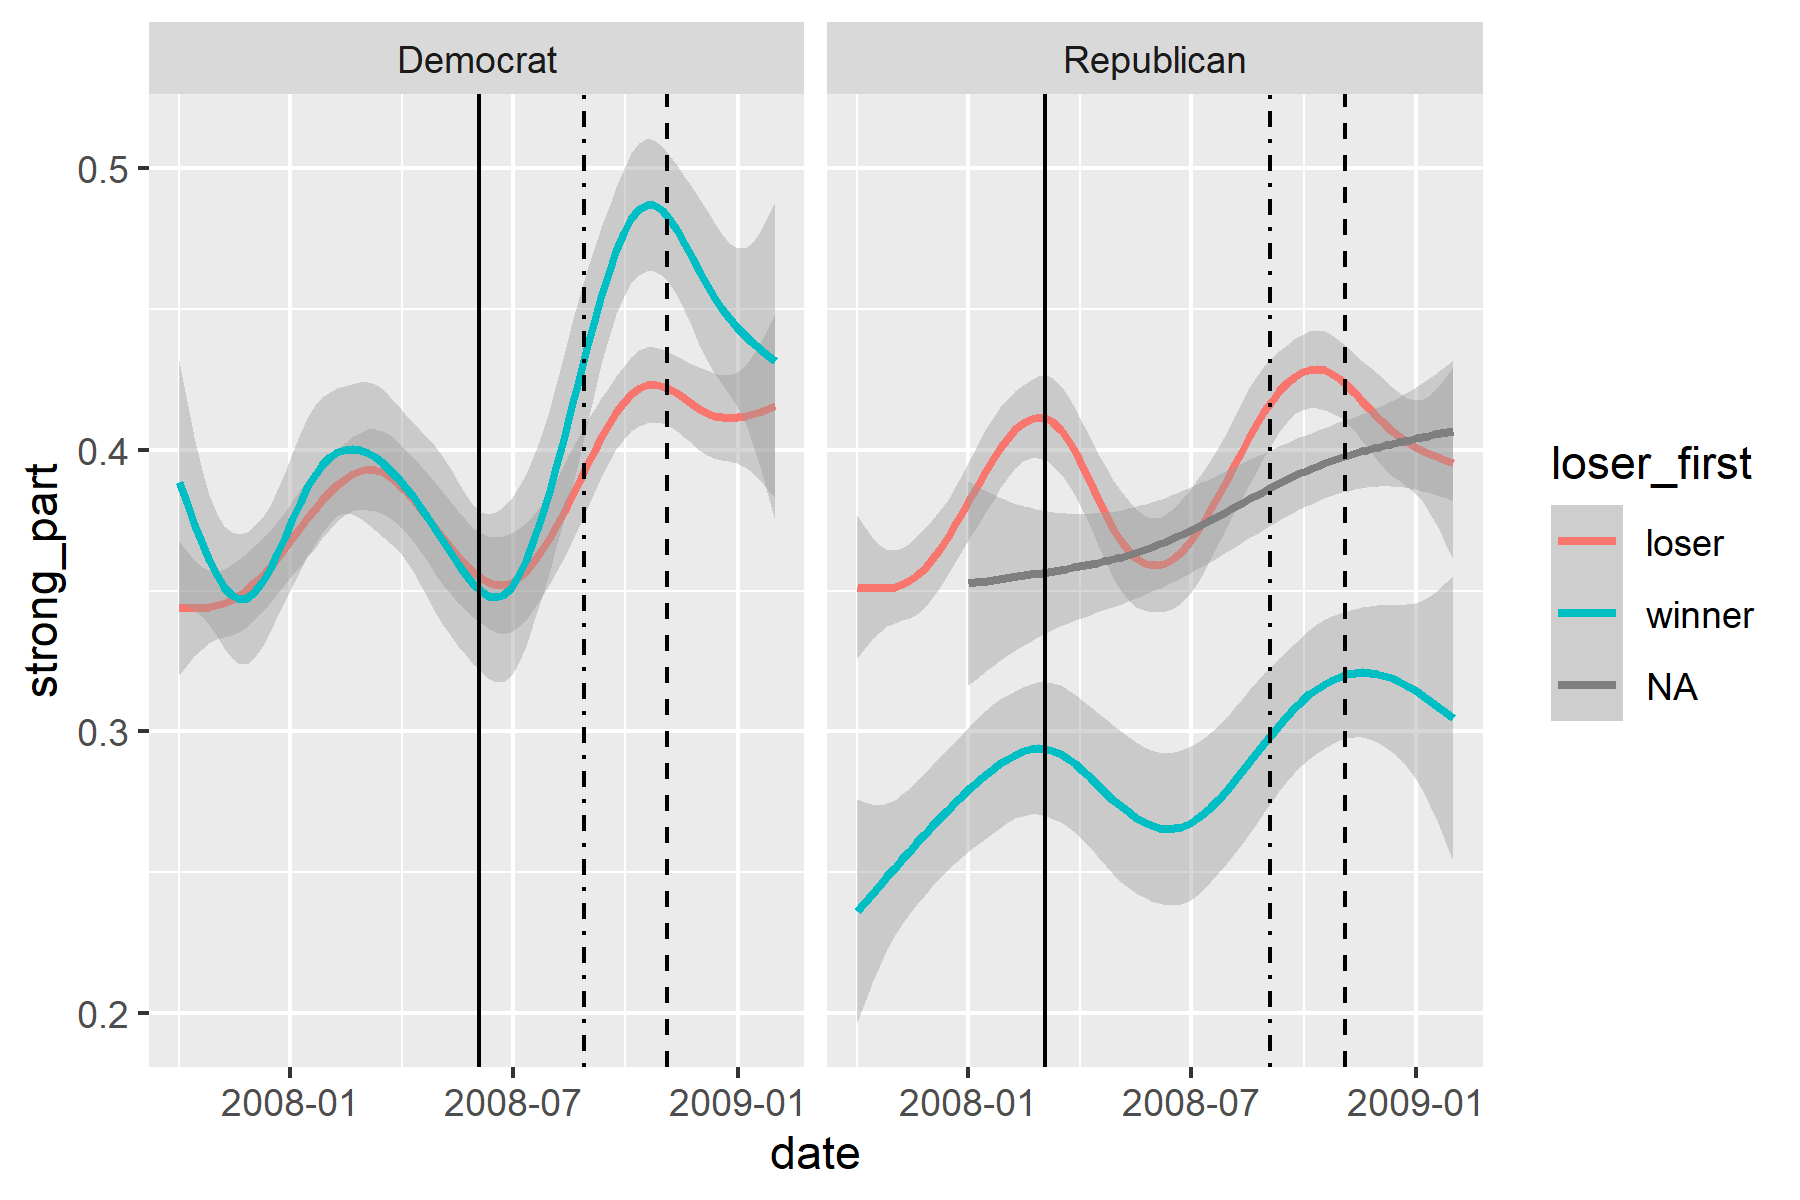 Democrat
Republican
0.5
0.4
0.3
0.2
strong_part
2008-01
2008-07
2009-01
2008-01
2008-07
2009-01
date
loser_first
loser
winner
NA